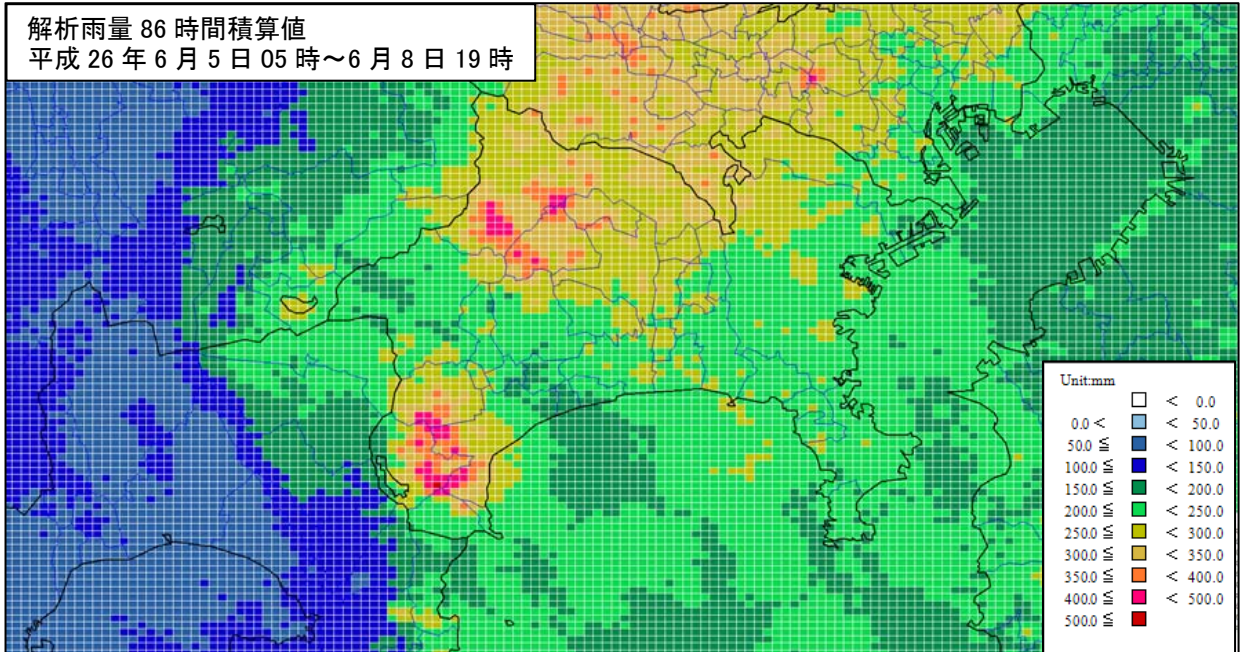 解析雨量 86 時間積算値
平成 26 年 6 月 5 日 05 時～6 月 8 日 19 時
Unit:mm
< 0.0
0.0 < < 50.0
50.0 ≦ < 100.0
100.0 ≦ < 150.0
150.0 ≦ < 200.0
200.0 ≦ < 250.0
250.0 ≦ < 300.0
300.0 ≦ < 350.0
350.0 ≦ < 400.0
400.0 ≦ < 500.0
500.0 ≦